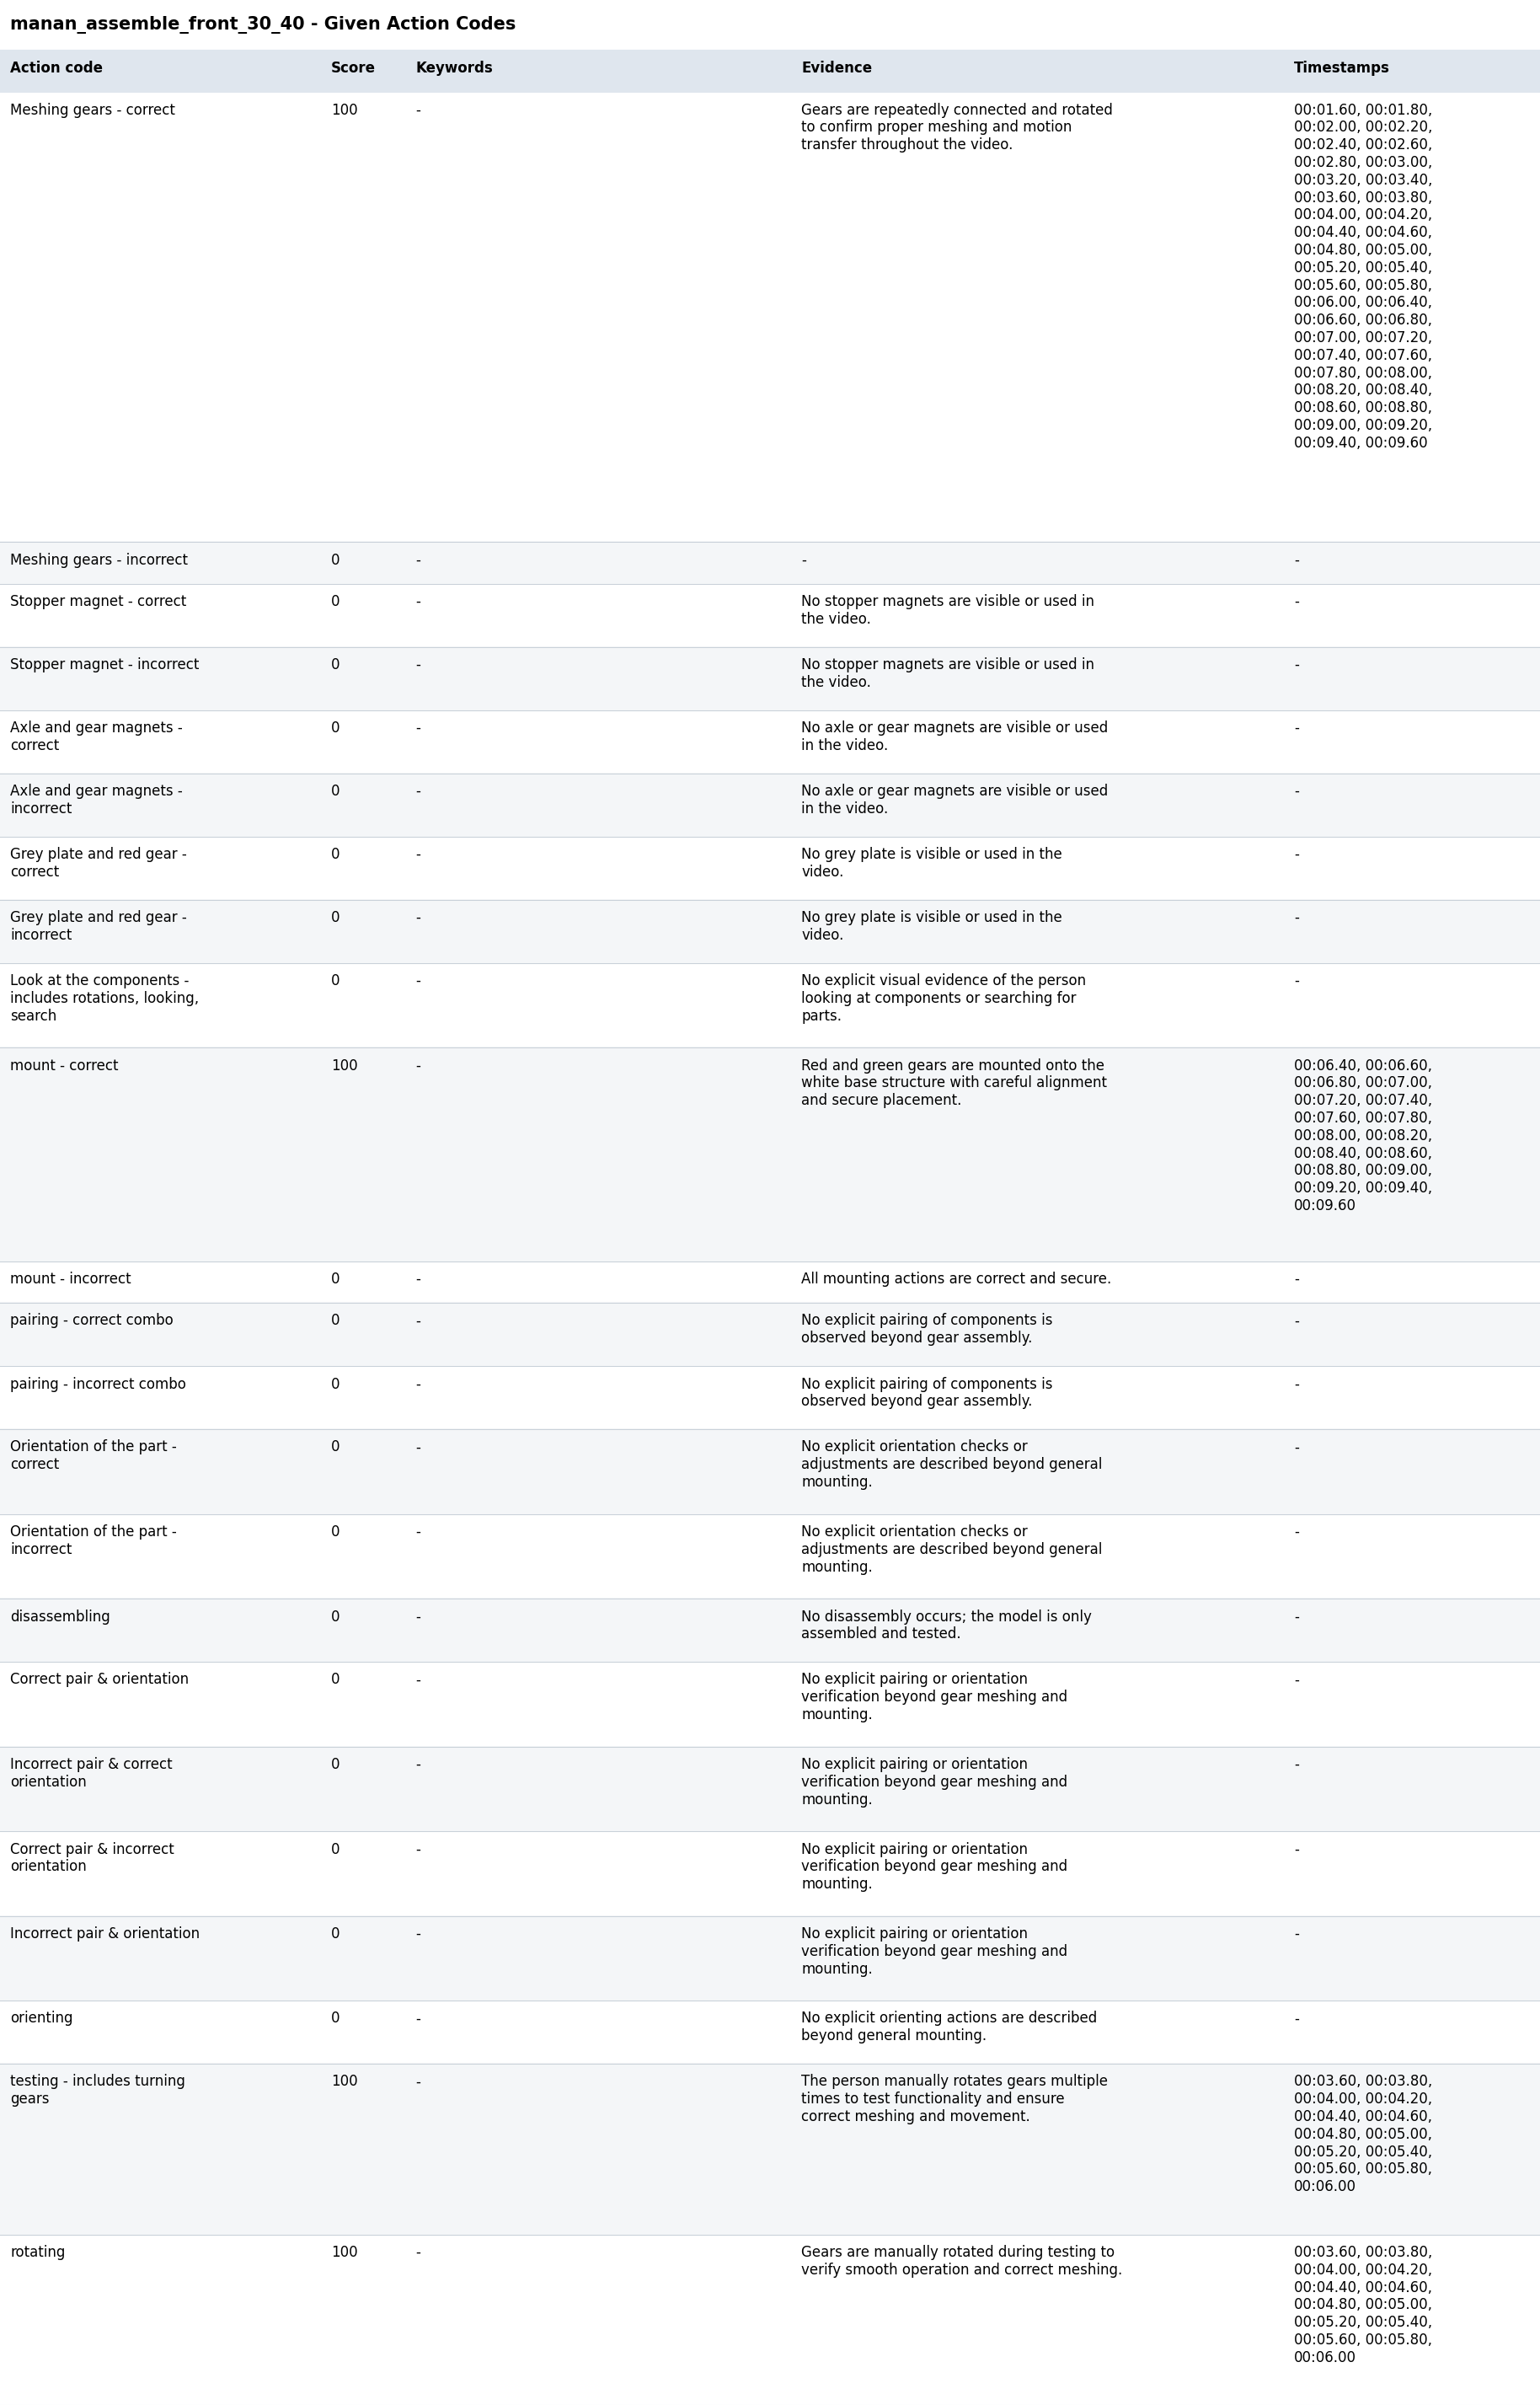 manan_assemble_front_30_40 - Given Action Codes
Action code Score Keywords Evidence Timestamps
Meshing gears - correct 100 - Gears are repeatedly connected and rotated 00:01.60, 00:01.80,
to confirm proper meshing and motion 00:02.00, 00:02.20,
transfer throughout the video. 00:02.40, 00:02.60,
00:02.80, 00:03.00,
00:03.20, 00:03.40,
00:03.60, 00:03.80,
00:04.00, 00:04.20,
00:04.40, 00:04.60,
00:04.80, 00:05.00,
00:05.20, 00:05.40,
00:05.60, 00:05.80,
00:06.00, 00:06.40,
00:06.60, 00:06.80,
00:07.00, 00:07.20,
00:07.40, 00:07.60,
00:07.80, 00:08.00,
00:08.20, 00:08.40,
00:08.60, 00:08.80,
00:09.00, 00:09.20,
00:09.40, 00:09.60
Meshing gears - incorrect 0 - - -
Stopper magnet - correct 0 - No stopper magnets are visible or used in -
the video.
Stopper magnet - incorrect 0 - No stopper magnets are visible or used in -
the video.
Axle and gear magnets - 0 - No axle or gear magnets are visible or used -
correct in the video.
Axle and gear magnets - 0 - No axle or gear magnets are visible or used -
incorrect in the video.
Grey plate and red gear - 0 - No grey plate is visible or used in the -
correct video.
Grey plate and red gear - 0 - No grey plate is visible or used in the -
incorrect video.
Look at the components - 0 - No explicit visual evidence of the person -
includes rotations, looking, looking at components or searching for
search parts.
mount - correct 100 - Red and green gears are mounted onto the 00:06.40, 00:06.60,
white base structure with careful alignment 00:06.80, 00:07.00,
and secure placement. 00:07.20, 00:07.40,
00:07.60, 00:07.80,
00:08.00, 00:08.20,
00:08.40, 00:08.60,
00:08.80, 00:09.00,
00:09.20, 00:09.40,
00:09.60
mount - incorrect 0 - All mounting actions are correct and secure. -
pairing - correct combo 0 - No explicit pairing of components is -
observed beyond gear assembly.
pairing - incorrect combo 0 - No explicit pairing of components is -
observed beyond gear assembly.
Orientation of the part - 0 - No explicit orientation checks or -
correct adjustments are described beyond general
mounting.
Orientation of the part - 0 - No explicit orientation checks or -
incorrect adjustments are described beyond general
mounting.
disassembling 0 - No disassembly occurs; the model is only -
assembled and tested.
Correct pair & orientation 0 - No explicit pairing or orientation -
verification beyond gear meshing and
mounting.
Incorrect pair & correct 0 - No explicit pairing or orientation -
orientation verification beyond gear meshing and
mounting.
Correct pair & incorrect 0 - No explicit pairing or orientation -
orientation verification beyond gear meshing and
mounting.
Incorrect pair & orientation 0 - No explicit pairing or orientation -
verification beyond gear meshing and
mounting.
orienting 0 - No explicit orienting actions are described -
beyond general mounting.
testing - includes turning 100 - The person manually rotates gears multiple 00:03.60, 00:03.80,
gears times to test functionality and ensure 00:04.00, 00:04.20,
correct meshing and movement. 00:04.40, 00:04.60,
00:04.80, 00:05.00,
00:05.20, 00:05.40,
00:05.60, 00:05.80,
00:06.00
rotating 100 - Gears are manually rotated during testing to 00:03.60, 00:03.80,
verify smooth operation and correct meshing. 00:04.00, 00:04.20,
00:04.40, 00:04.60,
00:04.80, 00:05.00,
00:05.20, 00:05.40,
00:05.60, 00:05.80,
00:06.00